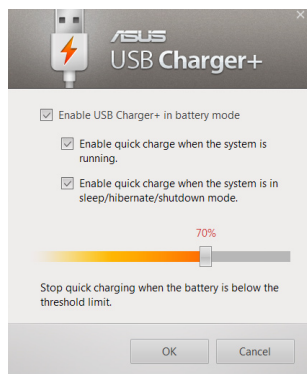 ASUS
USB Charger+
Enable USB Charger+ in battery mode
Enable quick charge when the system is
running.
Enable quick charge when the system is in
sleep/hibernate/shutdown mode.
70%
Stop quick charging when the battery is below the
threshold limit.
OK
Cancel